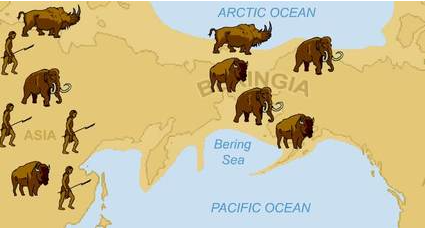 ARCTIC OCEAN
BERINGIA
ASIA
Bering
Sea
PACIFIC OCEAN